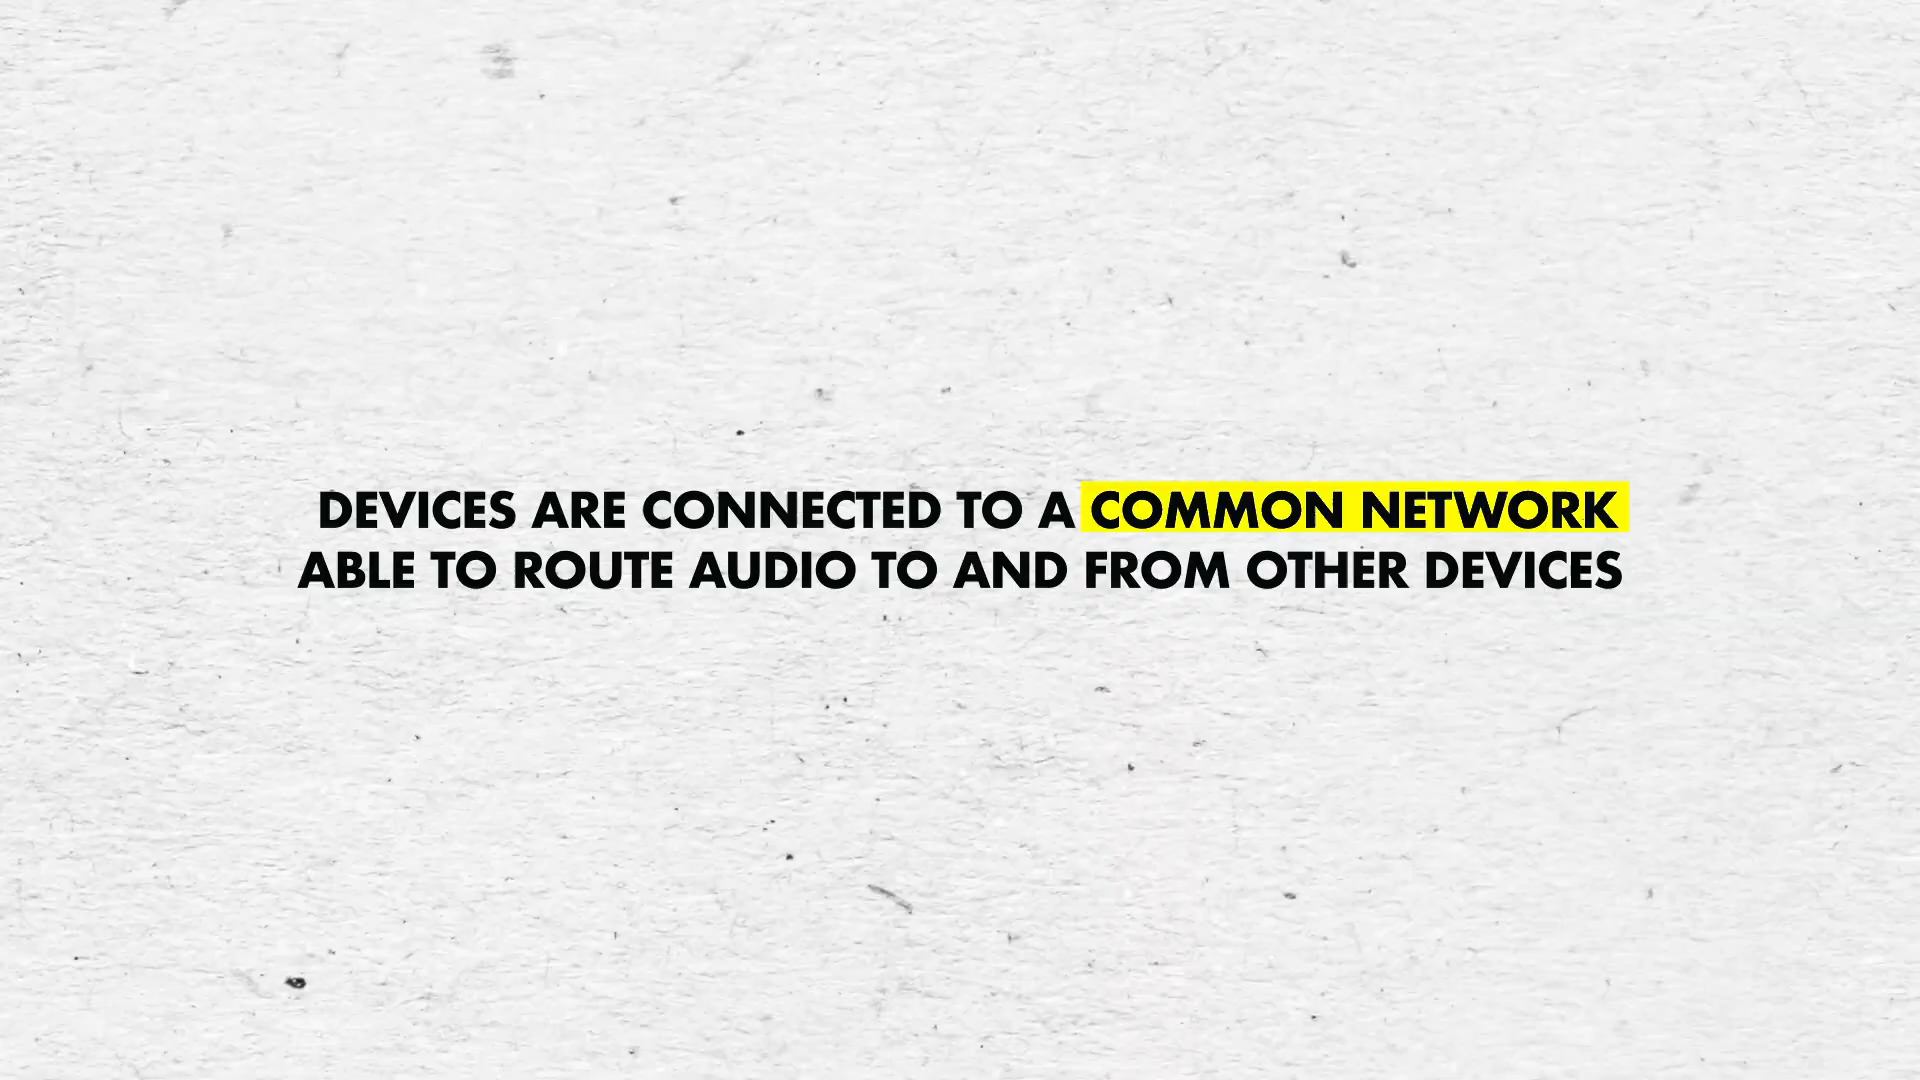 DEVICES ARE CONNECTED TO A COMMON NETWORK
ABLE TO ROUTE AUDIO TO AND FROM OTHER DEVICES